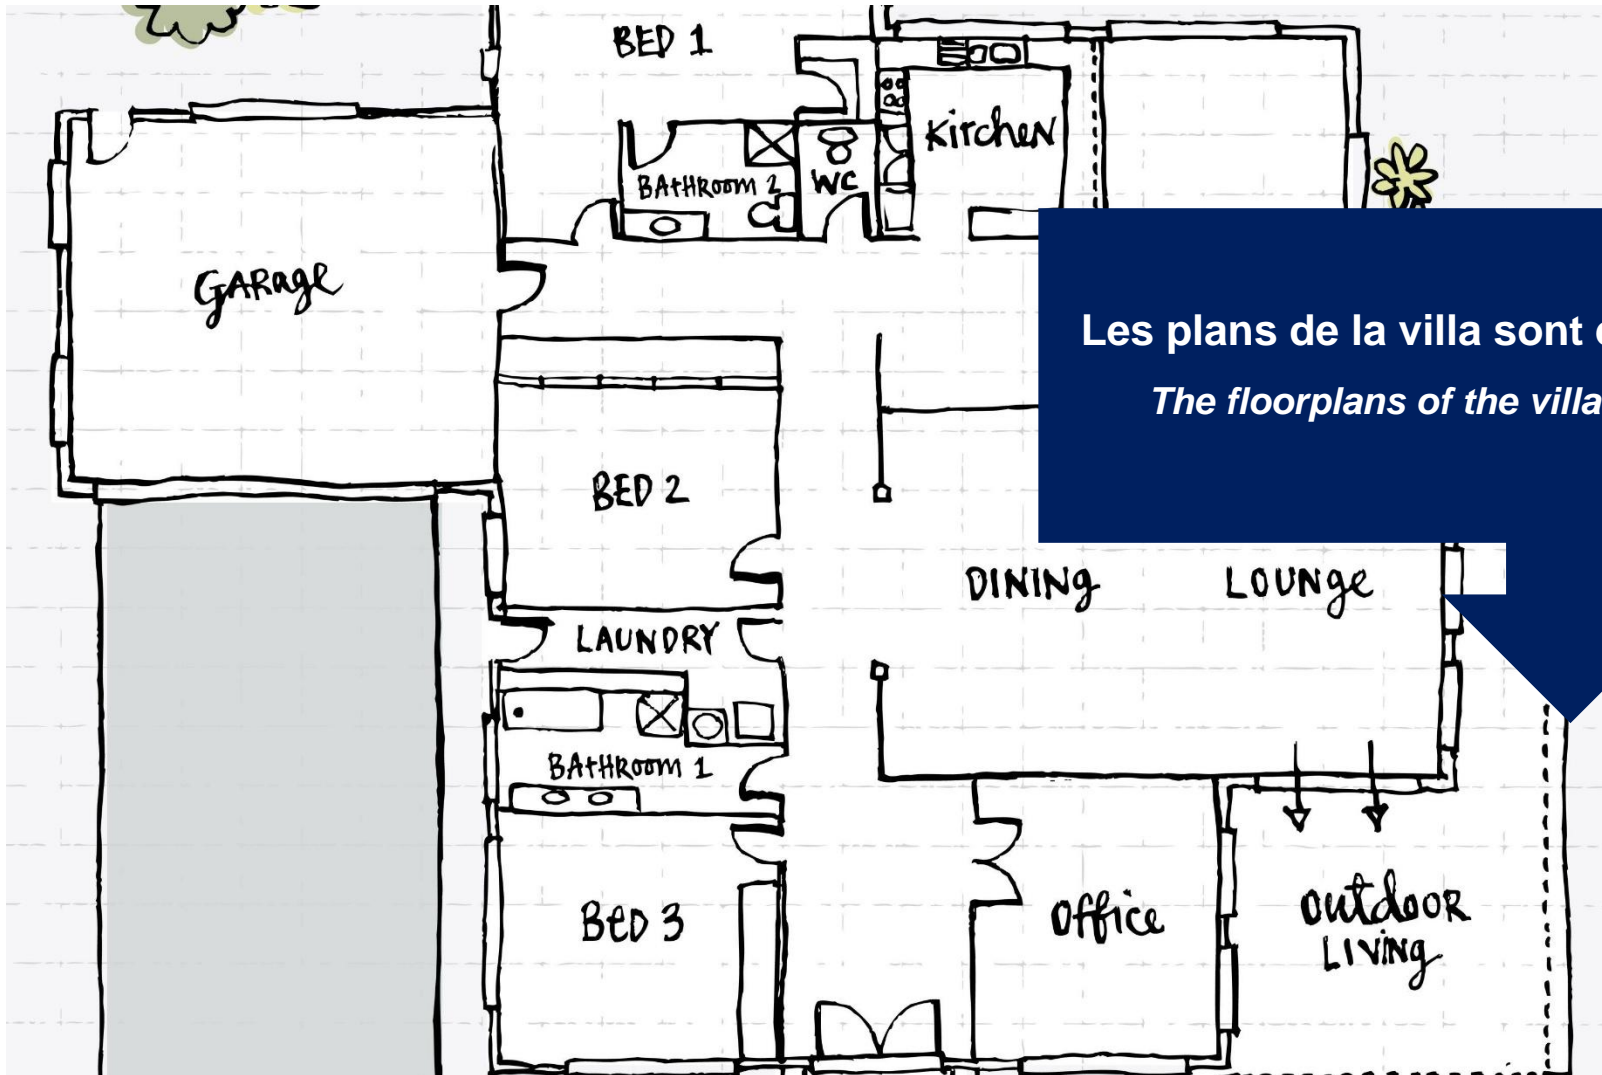 BED 1
Kitchen
BATHROOM 2
WC
GARage
Les plans de la villa sont
The floorplans of the villa
BED 2
DINING
LOUNge
LAUNDRY
BATHROOM 1
BED 3
Office
OutdooR
LIVING